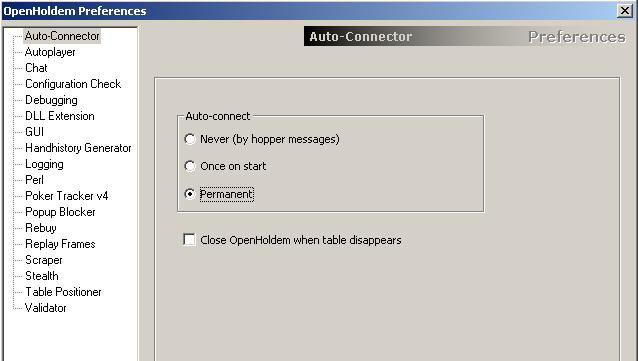 OpenHoldem Preferences
Auto-Connector
Autoplayer
Chat
Configuration Check
Debugging
DLL Extension
GUI
Handhistory Generator
Logging
Perl
Poker Tracker v4
Popup Blocker
Rebuy
Replay Frames
Scraper
Stealth
Table Positioner
Validator
Auto-Connector
Preferences
Auto-connect
Never (by hopper messages)
Once on start
Permanent
Close OpenHoldem when table disappears